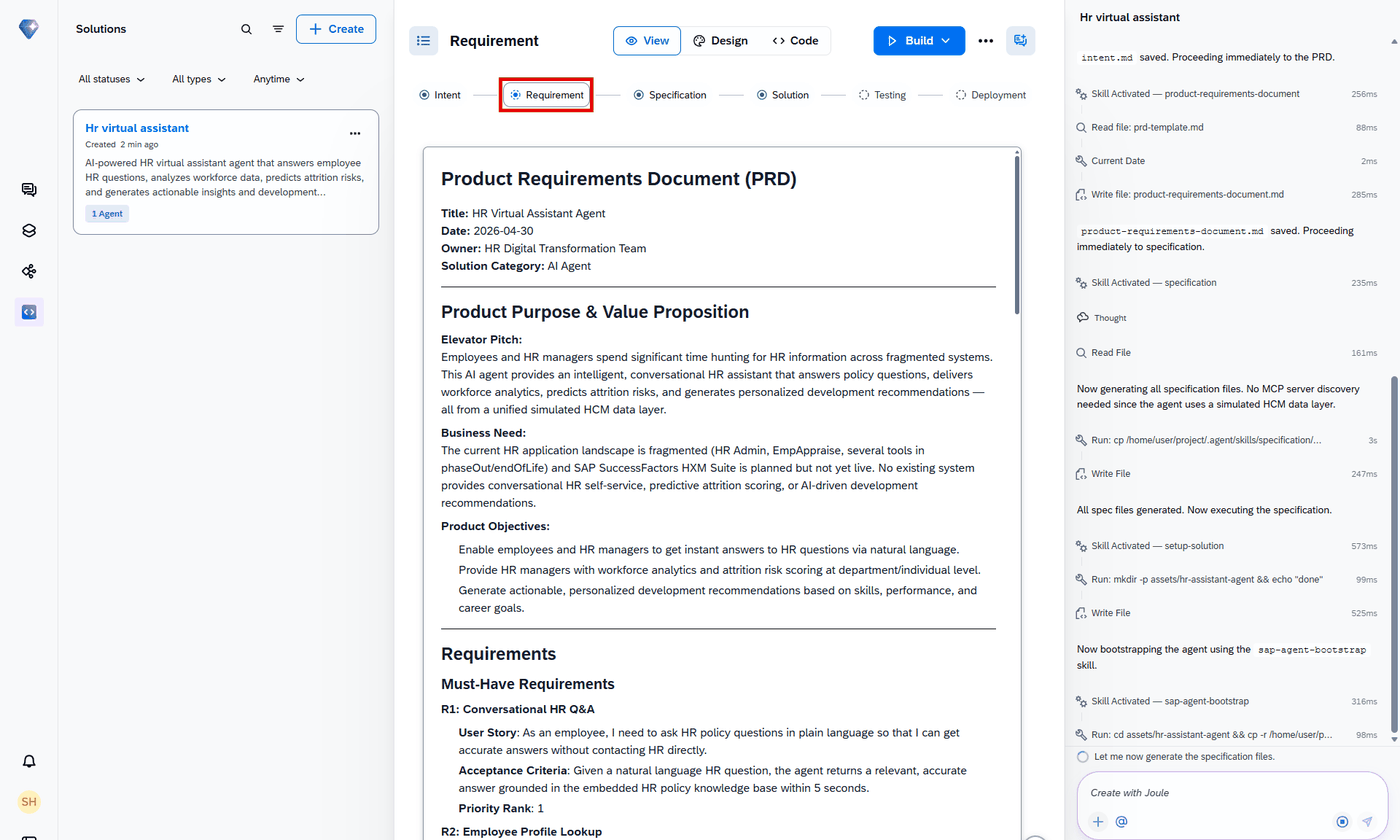 Solutions
Create
All statuses
All types
Anytime
Hr virtual assistant
Created 2 min ago
AI-powered HR virtual assistant agent that answers employee
HR questions, analyzes workforce data, predicts attrition risks,
and generates actionable insights and development...
1 Agent
SH
Requirement
View
Design
Code
Build
Intent
Requirement
Specification
Solution
Testing
Deployment
Product Requirements Document (PRD)
Title: HR Virtual Assistant Agent
Date: 2026-04-30
Owner: HR Digital Transformation Team
Solution Category: AI Agent
Product Purpose & Value Proposition
Elevator Pitch:
Employees and HR managers spend significant time hunting for HR information across fragmented systems.
This AI agent provides an intelligent, conversational HR assistant that answers policy questions, delivers
workforce analytics, predicts attrition risks, and generates personalized development recommendations —
all from a unified simulated HCM data layer.
Business Need:
The current HR application landscape is fragmented (HR Admin, EmpAppraise, several tools in
phaseOut/endOfLife) and SAP SuccessFactors HXM Suite is planned but not yet live. No existing system
provides conversational HR self-service, predictive attrition scoring, or AI-driven development
recommendations.
Product Objectives:
Enable employees and HR managers to get instant answers to HR questions via natural language.
Provide HR managers with workforce analytics and attrition risk scoring at department/individual level.
Generate actionable, personalized development recommendations based on skills, performance, and
career goals.
Requirements
Must-Have Requirements
R1: Conversational HR Q&A
User Story: As an employee, I need to ask HR policy questions in plain language so that I can get
accurate answers without contacting HR directly.
Acceptance Criteria: Given a natural language HR question, the agent returns a relevant, accurate
answer grounded in the embedded HR policy knowledge base within 5 seconds.
Priority Rank: 1
R2: Employee Profile Lookup
Hr virtual assistant
intent.md saved. Proceeding immediately to the PRD.
Skill Activated — product-requirements-document 256ms
Read file: prd-template.md 88ms
Current Date 2ms
Write file: product-requirements-document.md 285ms
product-requirements-document.md saved. Proceeding
immediately to specification.
Skill Activated — specification 235ms
Thought
Read File 161ms
Now generating all specification files. No MCP server discovery
needed since the agent uses a simulated HCM data layer.
Run: cp /home/user/project/.agent/skills/specification/... 3s
Write File 247ms
All spec files generated. Now executing the specification.
Skill Activated — setup-solution 573ms
Run: mkdir -p assets/hr-assistant-agent && echo "done" 99ms
Write File 525ms
Now bootstrapping the agent using the sap-agent-bootstrap
skill.
Skill Activated — sap-agent-bootstrap 316ms
Run: cd assets/hr-assistant-agent && cp -r /home/user/p... 98ms
Let me now generate the specification files.
Create with Joule